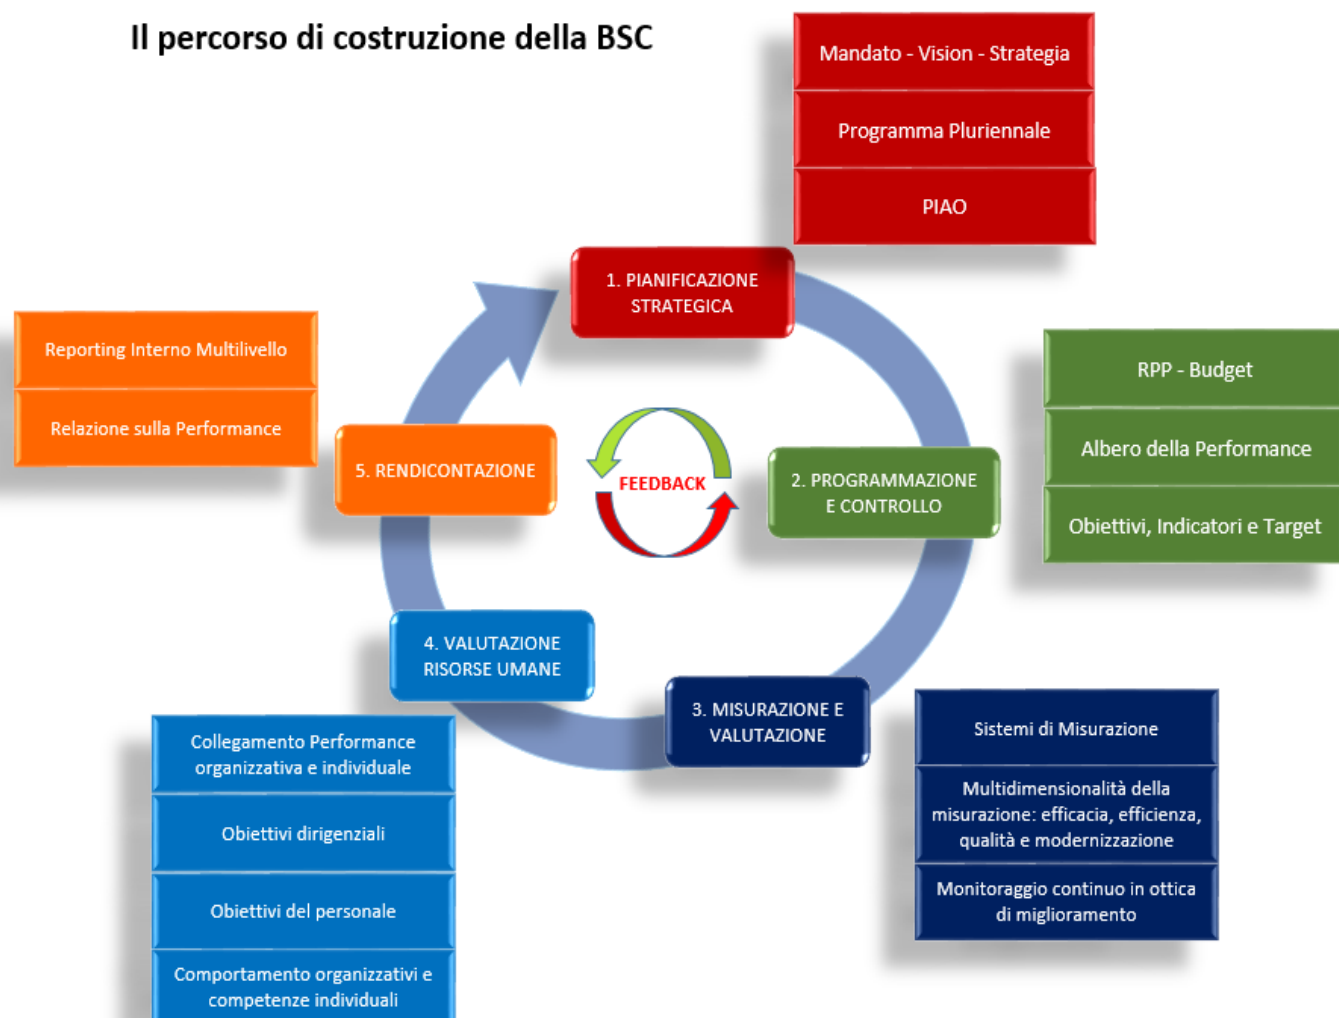 Il percorso di costruzione della BSC
Mandato - Vision - Strategia
Programma Pluriennale
PIAO
1. PIANIFICAZIONE
STRATEGICA
RPP - Budget
Albero della Performance
Obiettivi, Indicatori e Target
2. PROGRAMMAZIONE
E CONTROLLO
FEEDBACK
Reporting Interno Multilivello
Relazione sulla Performance
5. RENDICONTAZIONE
4. VALUTAZIONE
RISORSE UMANE
3. MISURAZIONE E
VALUTAZIONE
Sistemi di Misurazione
Multidimensionalità della
misurazione: efficacia, efficienza,
qualità e modernizzazione
Monitoraggio continuo in ottica
di miglioramento
Collegamento Performance
organizzativa e individuale
Obiettivi dirigenziali
Obiettivi del personale
Comportamento organizzativi e
competenze individuali